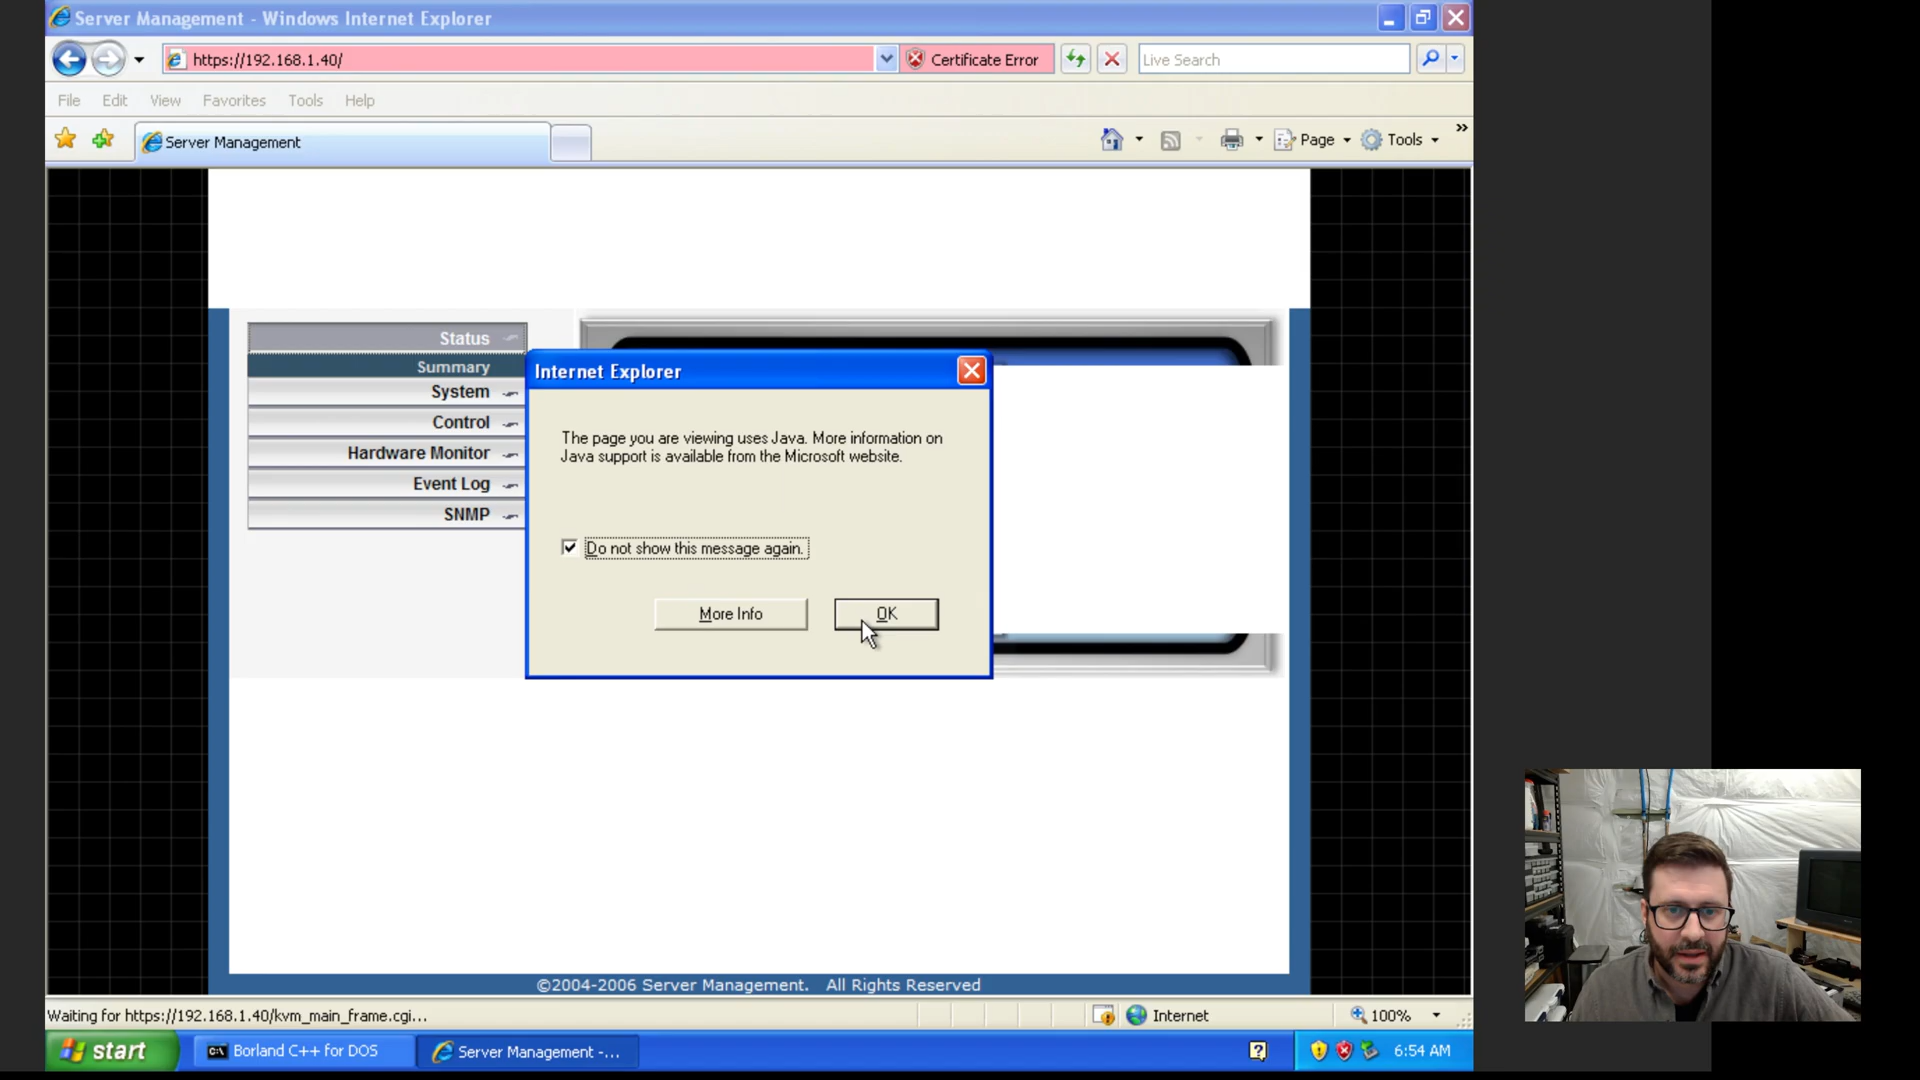 Server Management - Windows Internet Explorer
https://192.168.1.40/
Certificate Error
Live Search
File Edit View Favorites Tools Help
Server Management
Page
Tools
»
Status
Summary
System
Control
Hardware Monitor
Event Log
SNMP
Internet Explorer
The page you are viewing uses Java. More information on
Java support is available from the Microsoft website.
Do not show this message again.
More Info
OK
©2004-2006 Server Management. All Rights Reserved
Waiting for https://192.168.1.40/kvm_main_frame.cgi...
Internet
100%
start
Borland C++ for DOS
Server Management -...
6:54 AM